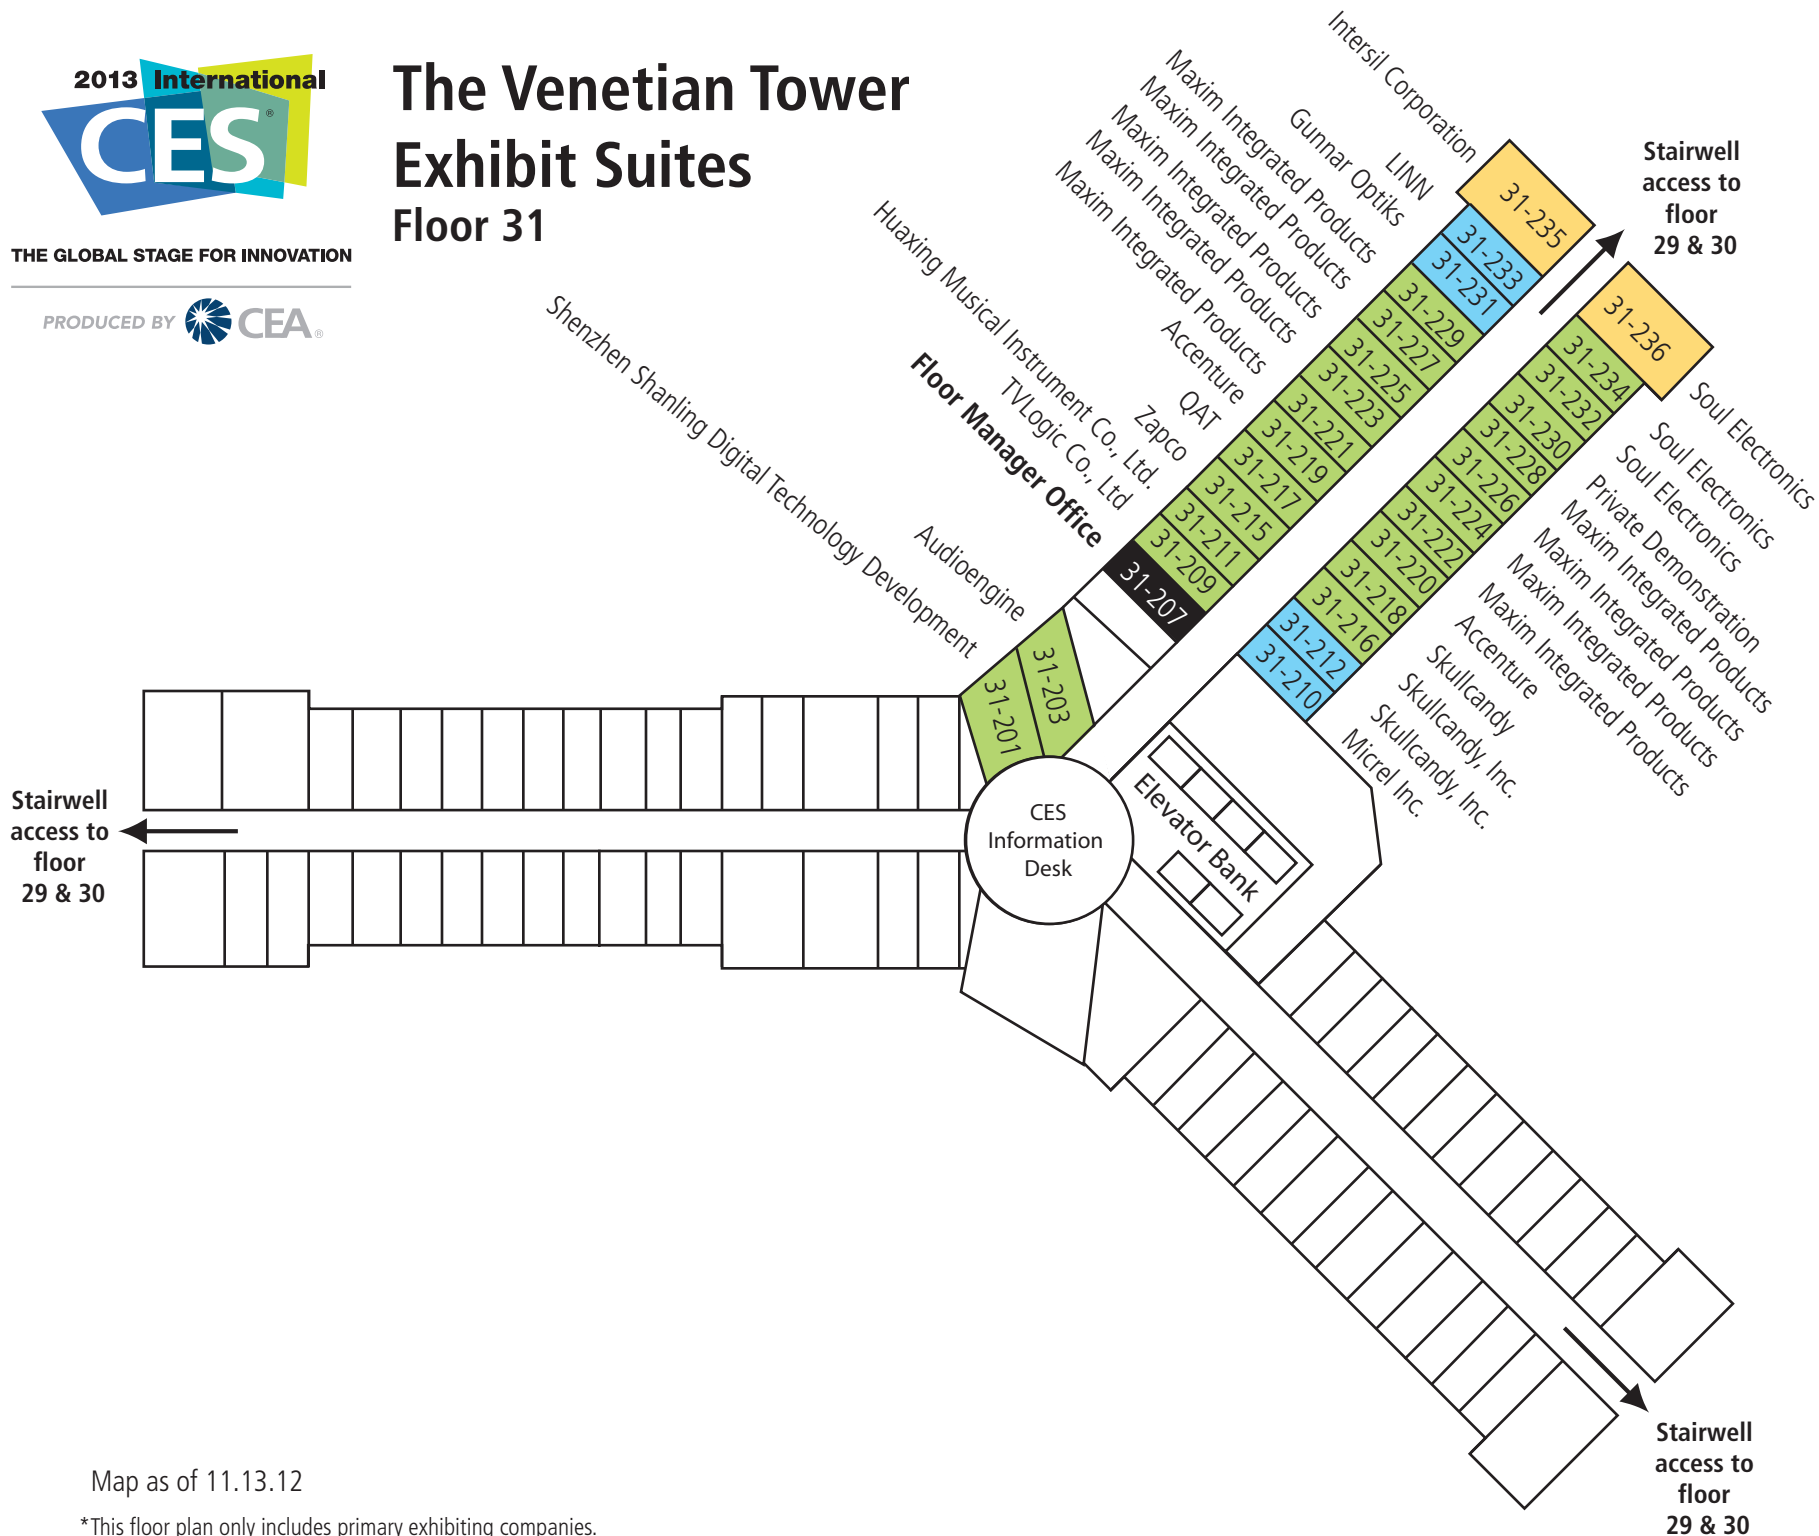 2013 International
CES®
THE GLOBAL STAGE FOR INNOVATION
PRODUCED BY CEA®
The Venetian Tower
Exhibit Suites
Floor 31
Shenzhen Shanling Digital Technology Development
Audioengine
Floor Manager Office
TVLogic Co., Ltd
Huaxing Musical Instrument Co., Ltd.
Zapco
QAT
Accenture
Maxim Integrated Products
Maxim Integrated Products
Maxim Integrated Products
Maxim Integrated Products
Maxim Integrated Products
Gunnar Optiks
LINN
Intersil Corporation
31-201
31-203
31-207
31-209
31-211
31-215
31-217
31-219
31-221
31-223
31-225
31-227
31-229
31-231
31-233
31-235
Stairwell
access to
floor
29 & 30
31-236
31-234
31-232
31-230
31-228
31-226
31-224
31-222
31-220
31-218
31-216
31-212
31-210
Soul Electronics
Soul Electronics
Soul Electronics
Private Demonstration
Maxim Integrated Products
Maxim Integrated Products
Maxim Integrated Products
Maxim Integrated Products
Maxim Integrated Products
Accenture
Skullcandy
Skullcandy, Inc.
Skullcandy, Inc.
Micrel Inc.
Stairwell
access to
floor
29 & 30
CES
Information
Desk
Elevator Bank
Stairwell
access to
floor
29 & 30
Map as of 11.13.12
*This floor plan only includes primary exhibiting companies.